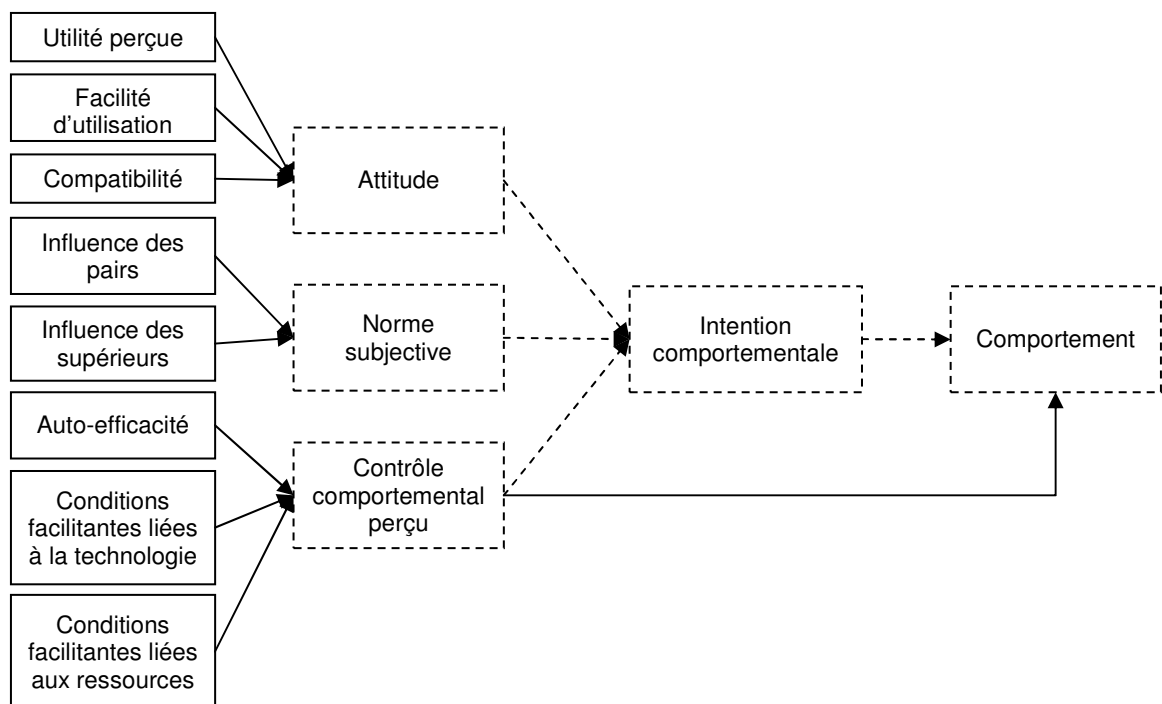 Utilité perçue
Facilité
d'utilisation
Compatibilité
Influence des
pairs
Influence des
supérieurs
Auto-efficacité
Conditions
facilitantes liées
à la technologie
Conditions
facilitantes liées
aux ressources
Attitude
Norme
subjective
Contrôle
comportemental
perçu
Intention
comportementale
Comportement